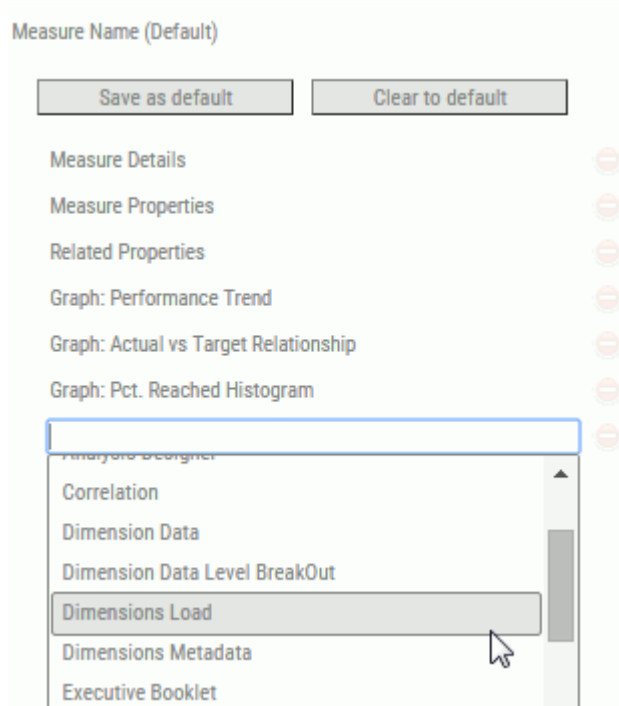 Measure Name (Default)
Save as default Clear to default
Measure Details
Measure Properties
Related Properties
Graph: Performance Trend
Graph: Actual vs Target Relationship
Graph: Pct. Reached Histogram
Analysis Designer
Correlation
Dimension Data
Dimension Data Level BreakOut
Dimensions Load
Dimensions Metadata
Executive Booklet